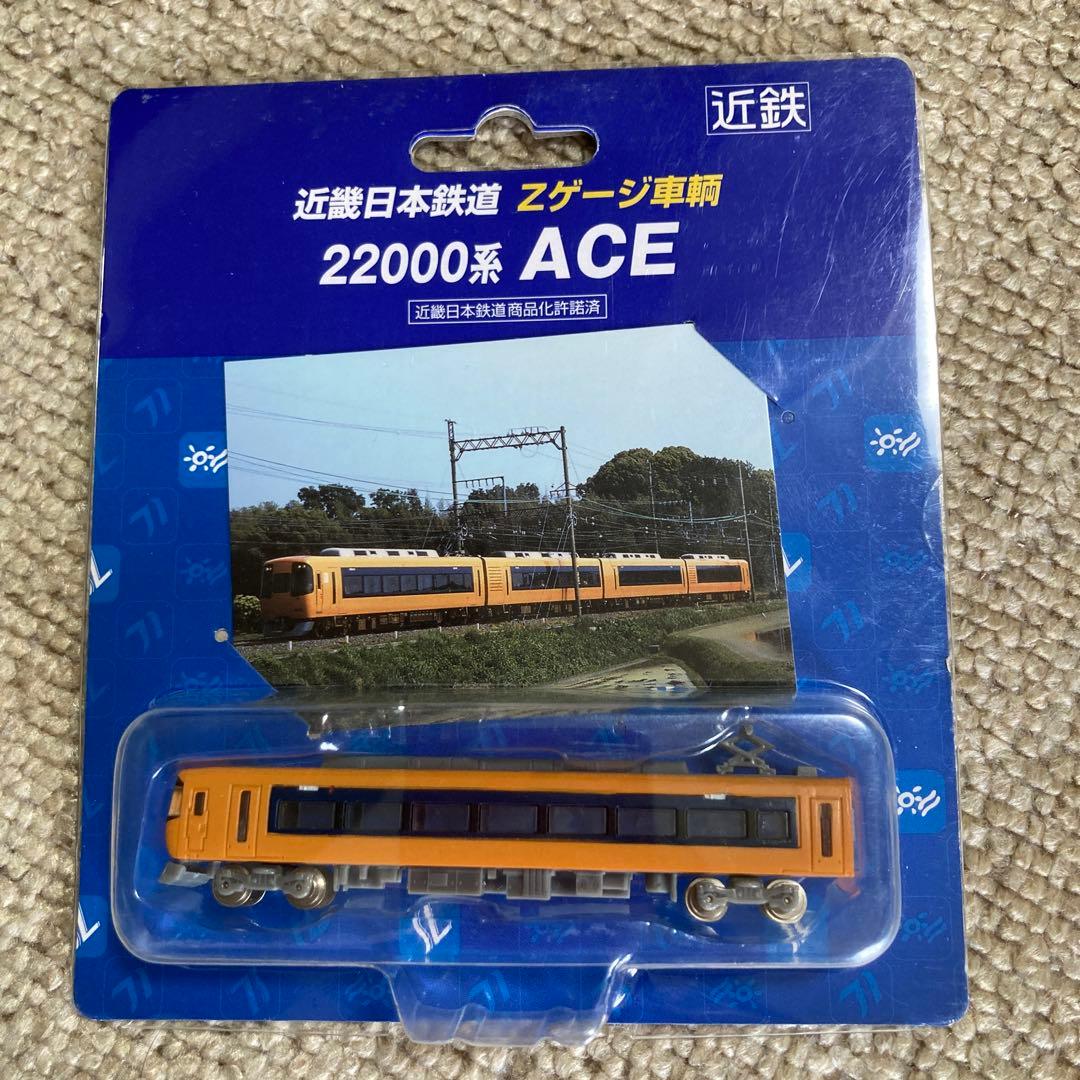 近鉄
近畿日本鉄道 Zゲージ車輌
22000系 ACE
近畿日本鉄道商品化許諾済